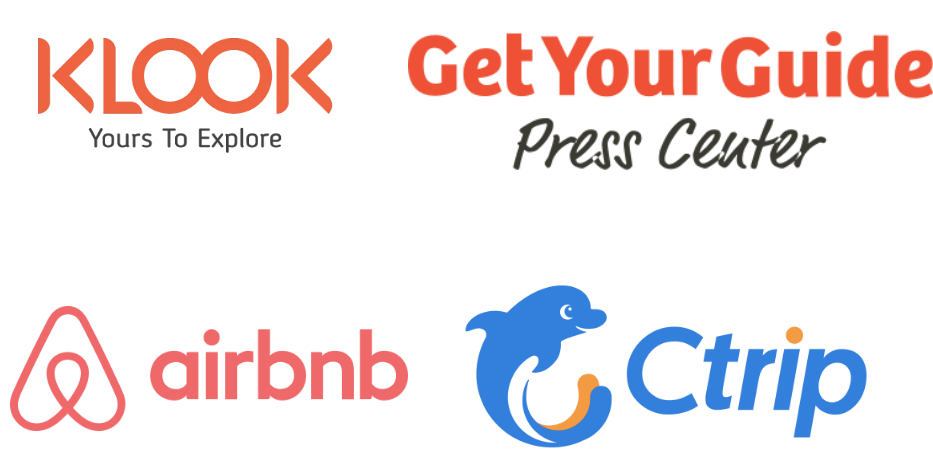 KLOOK
Yours To Explore
GetYourGuide
Press Center
airbnb
Ctrip